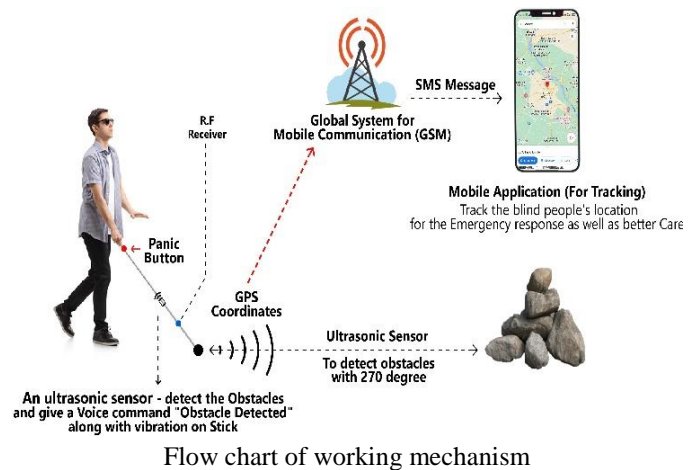 SMS Message
Global System for
Mobile Communication (GSM)
R.F
Receiver
Mobile Application (For Tracking)
Track the blind people's location
for the Emergency response as well as better Care
Panic
Button
GPS
Coordinates
Ultrasonic Sensor
To detect obstacles
with 270 degree
An ultrasonic sensor - detect the Obstacles
and give a Voice command "Obstacle Detected"
along with vibration on Stick
Flow chart of working mechanism